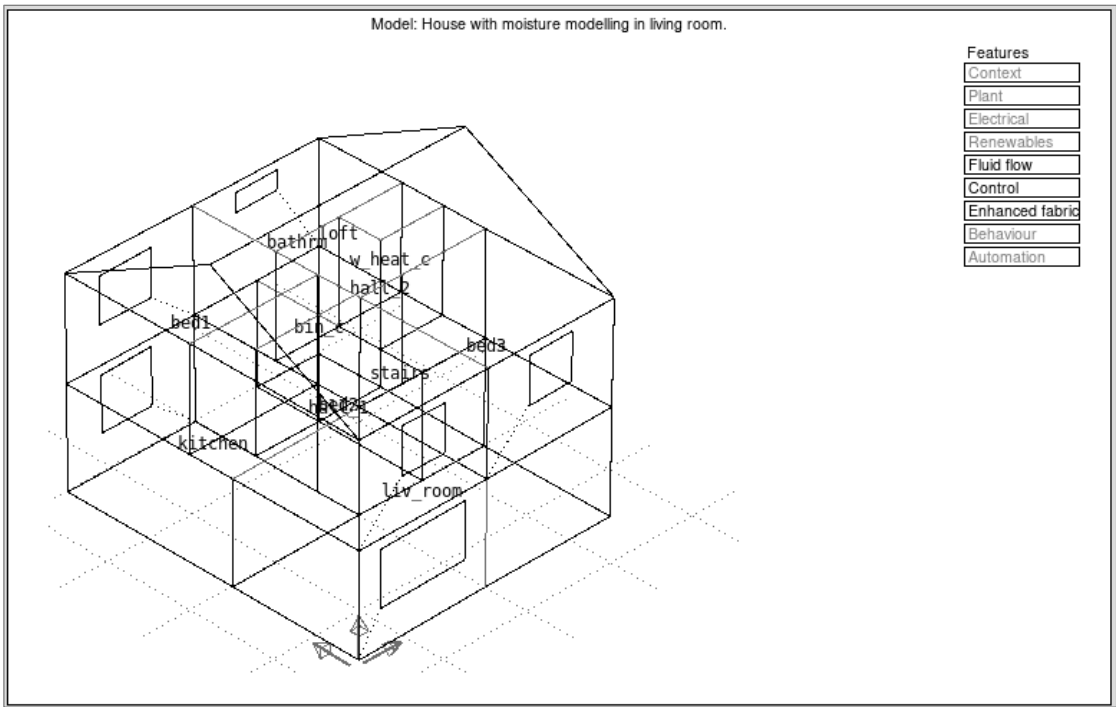 Model: House with moisture modelling in living room.
Features
Context
Plant
Electrical
Renewables
Fluid flow
Control
Enhanced fabric
Behaviour
Automation
loft
bathrm
w_heat_c
hall_2
bed1
bin_c
bed3
stairs
kitchen
liv_room